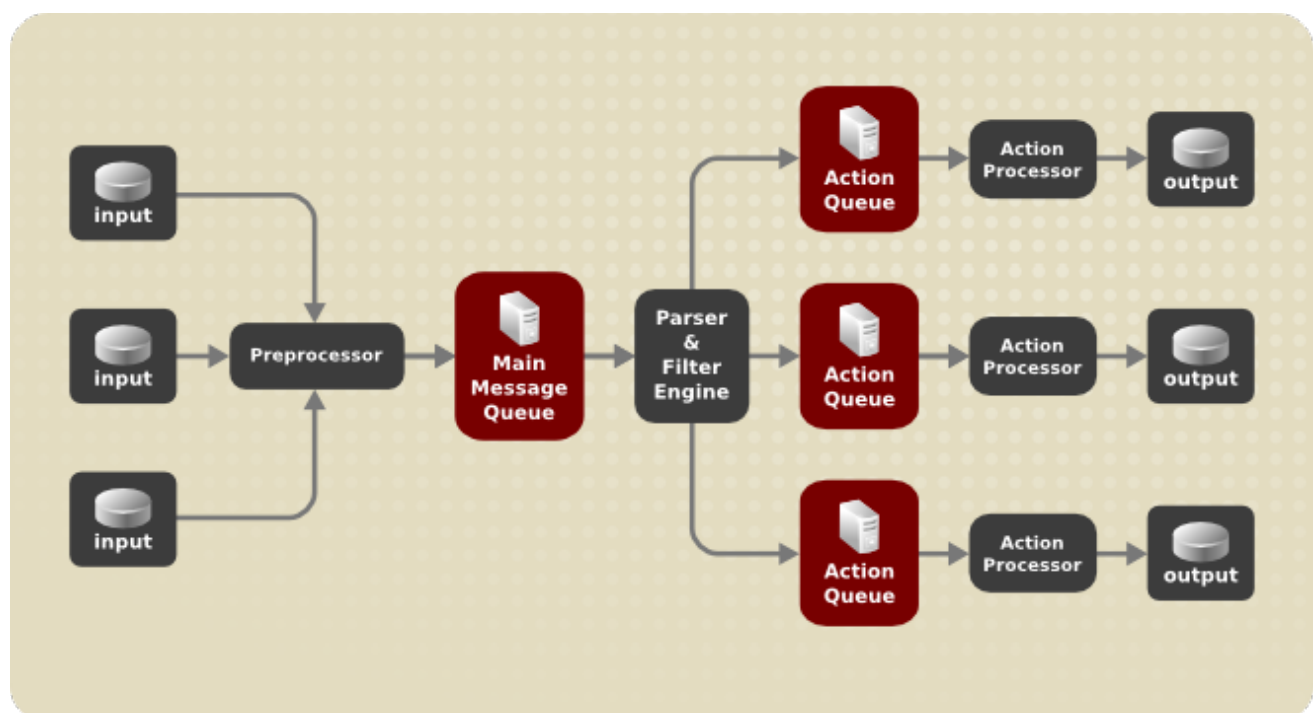 input
input
input
Preprocessor
Main
Message
Queue
Parser
&
Filter
Engine
Action
Queue
Action
Processor
output
Action
Queue
Action
Processor
output
Action
Queue
Action
Processor
output